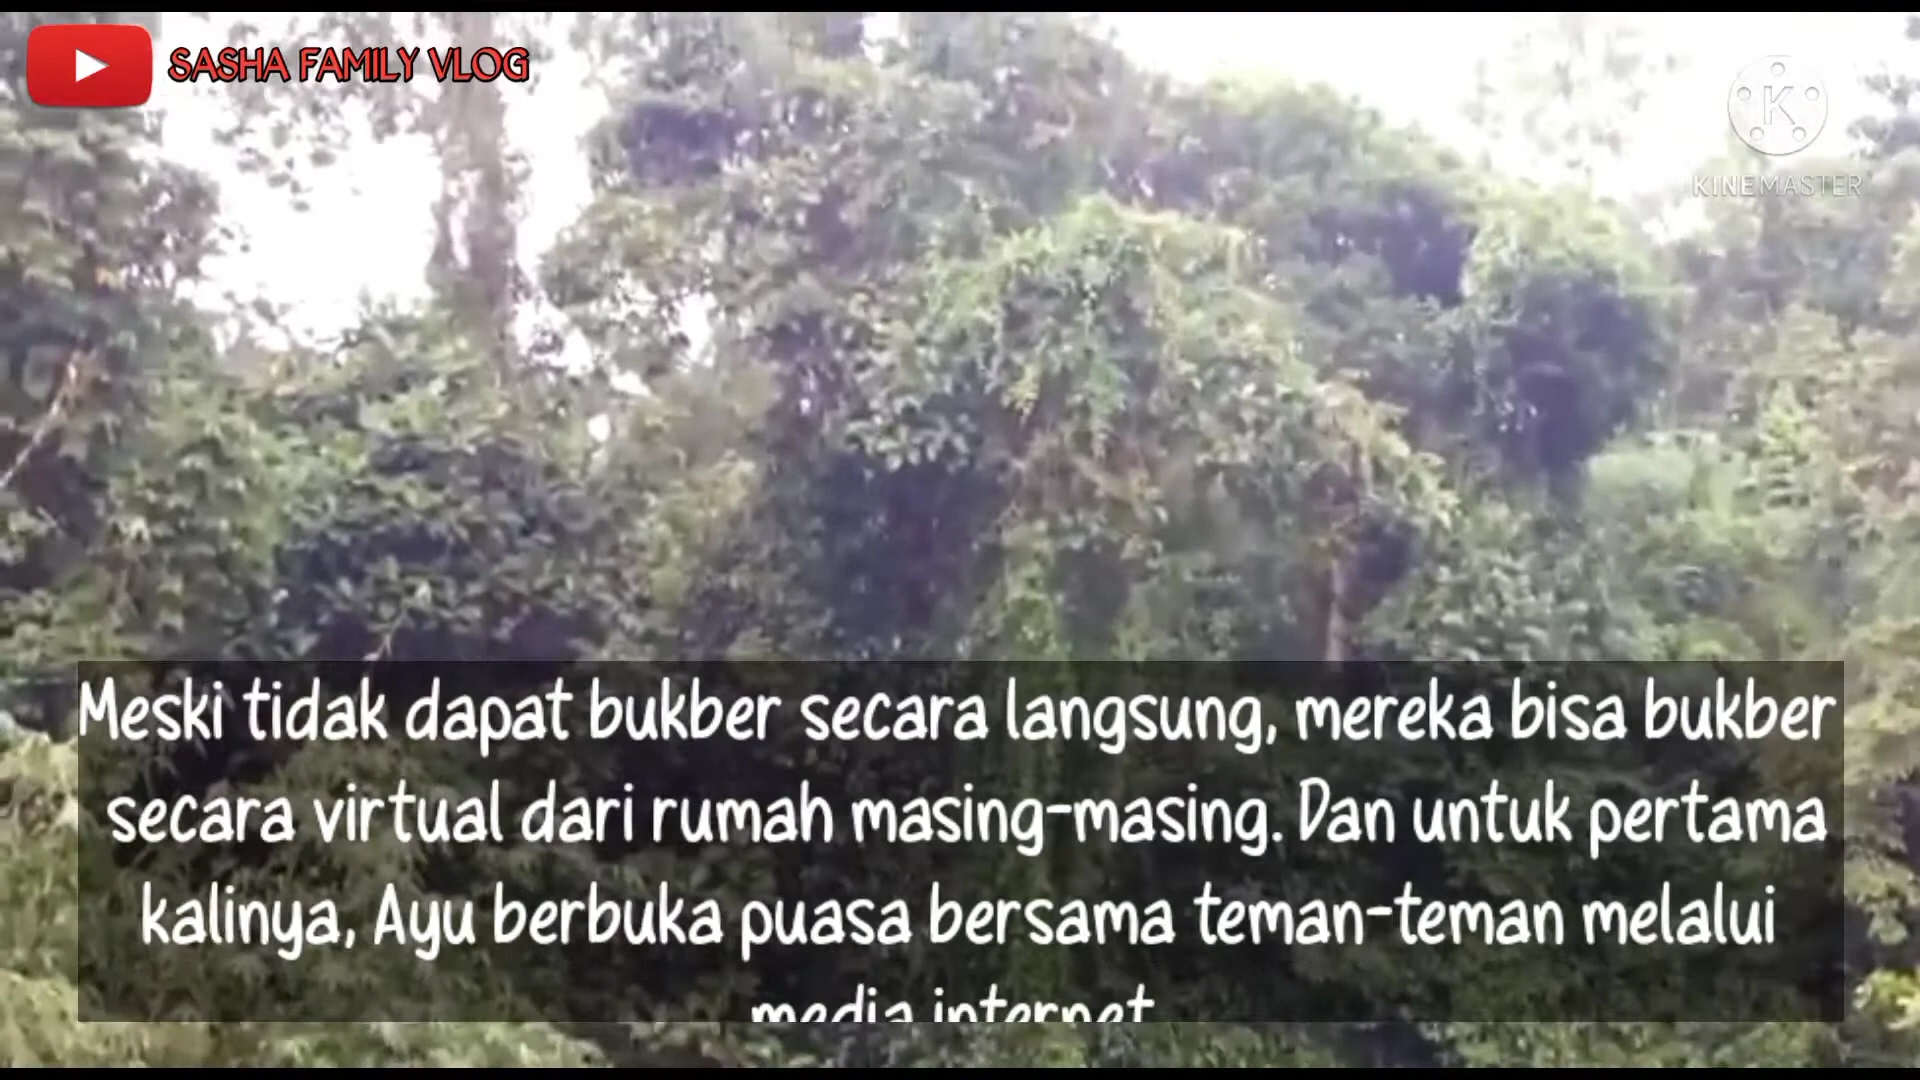 SASHA FAMILY VLOG
KINEMASTER
Meski tidak dapat bukber secara langsung, mereka bisa bukber
secara virtual dari rumah masing-masing. Dan untuk pertama
kalinya, Ayu berbuka puasa bersama teman-teman melalui
media internet